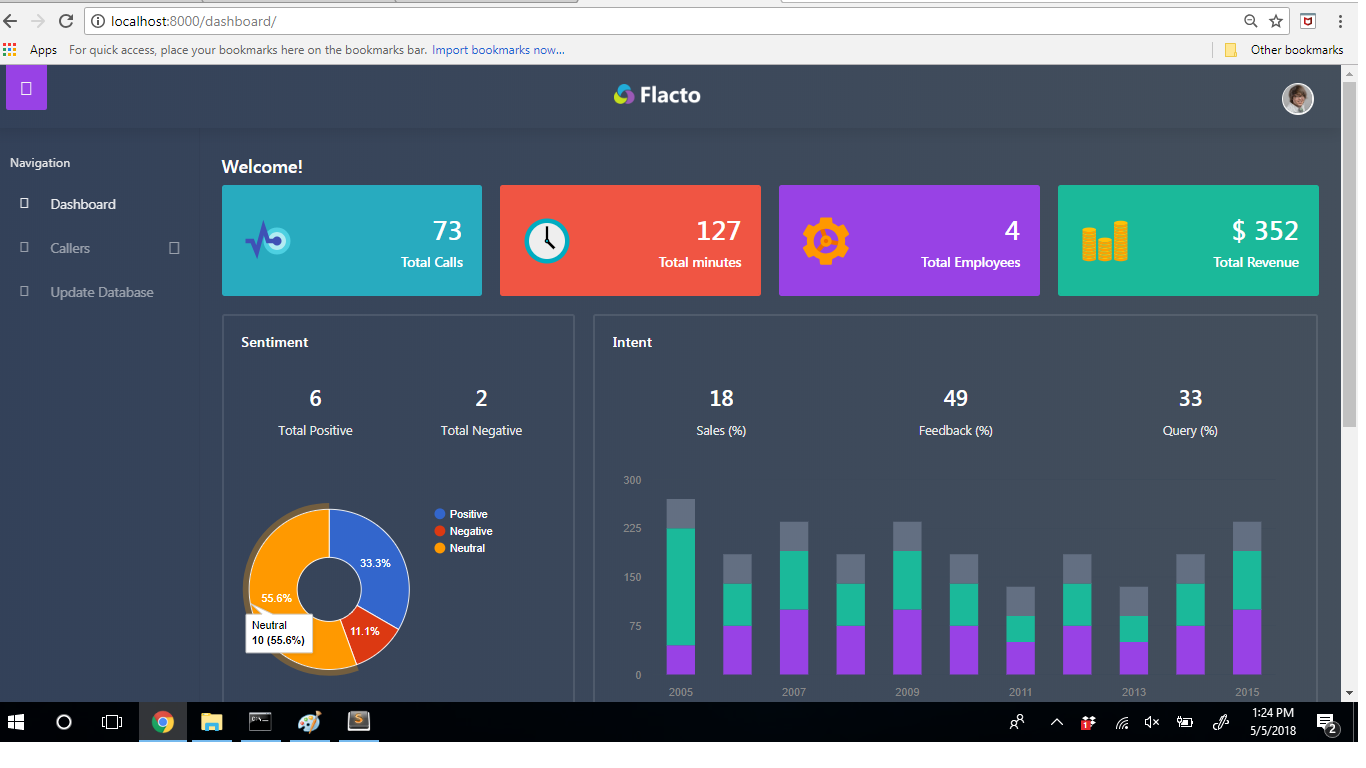 localhost:8000/dashboard/
Apps For quick access, place your bookmarks here on the bookmarks bar. Import bookmarks now... Other bookmarks
Flacto
Navigation
Dashboard
Callers
Update Database
Welcome!
73
Total Calls
127
Total minutes
4
Total Employees
$ 352
Total Revenue
Sentiment
6
Total Positive
2
Total Negative
Positive
Negative
Neutral
33.3%
55.6%
11.1%
Neutral
10 (55.6%)
Intent
18
Sales (%)
49
Feedback (%)
33
Query (%)
300
225
150
75
0
2005 2007 2009 2011 2013 2015
1:24 PM
5/5/2018
2